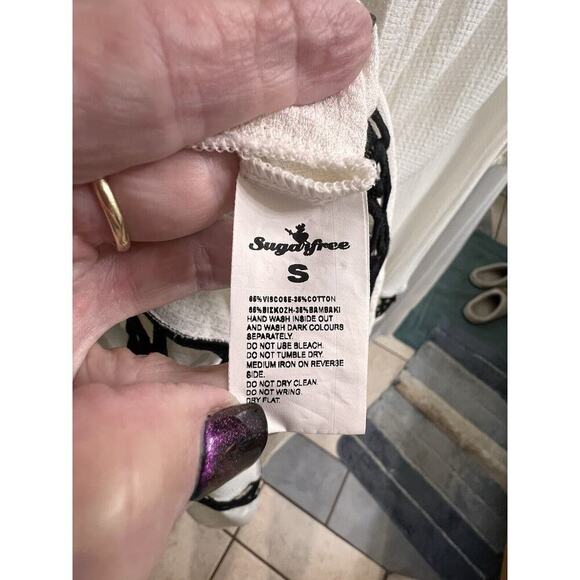 Sugarfree
S
65%VISCOSE-35%COTTON
65%ΒΙΣΚΟΖΗ-35%ΒΑΜΒΑΚΙ
HAND WASH INSIDE OUT
AND WASH DARK COLOURS
SEPARATELY.
DO NOT USE BLEACH.
DO NOT TUMBLE DRY.
MEDIUM IRON ON REVERSE
SIDE.
DO NOT DRY CLEAN.
DO NOT WRING.
DRY FLAT.